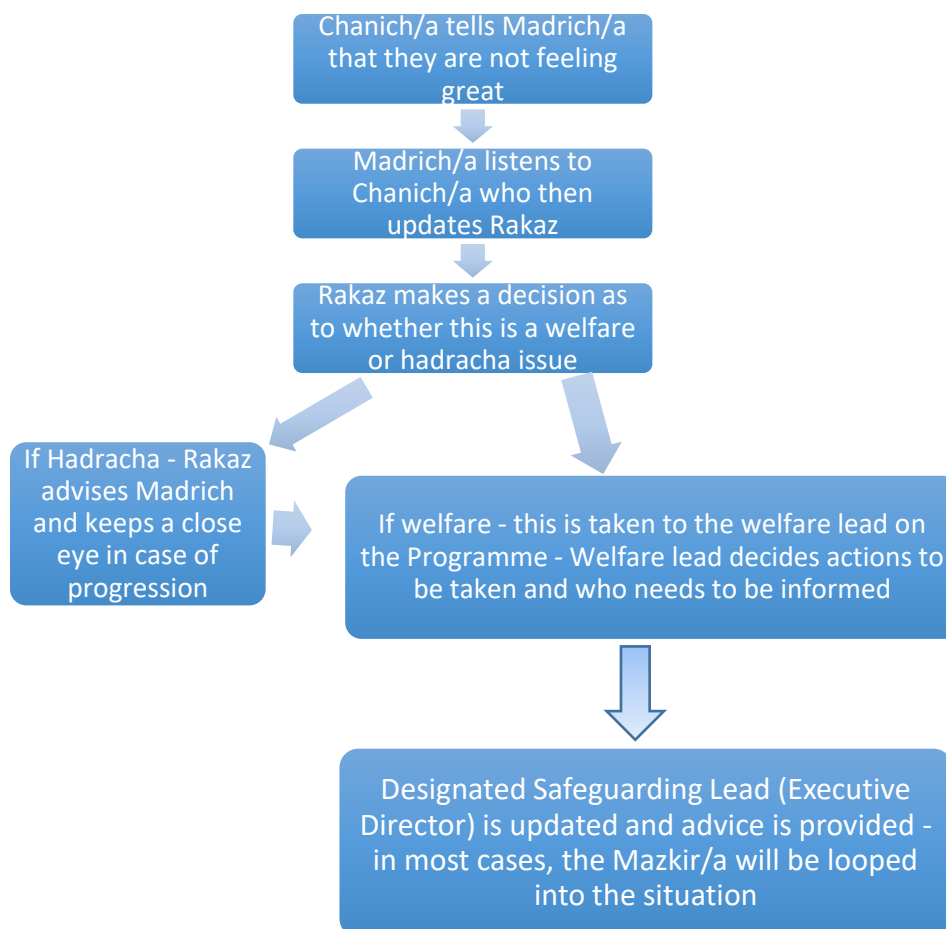 Chanich/a tells Madrich/a
that they are not feeling
great
Madrich/a listens to
Chanich/a who then
updates Rakaz
Rakaz makes a decision as
to whether this is a welfare
or hadracha issue
If Hadracha - Rakaz
advises Madrich
and keeps a close
eye in case of
progression
If welfare - this is taken to the welfare lead on
the Programme - Welfare lead decides actions to
be taken and who needs to be informed
Designated Safeguarding Lead (Executive
Director) is updated and advice is provided -
in most cases, the Mazkir/a will be looped
into the situation